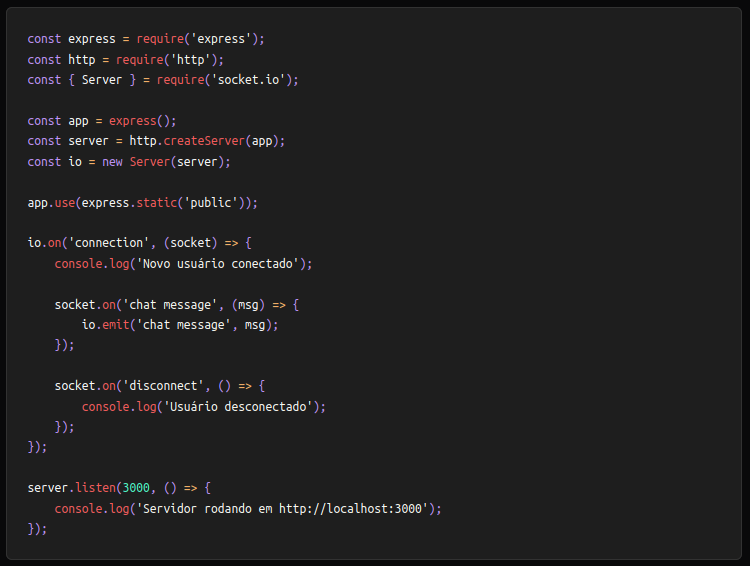 const express = require('express');
const http = require('http');
const { Server } = require('socket.io');

const app = express();
const server = http.createServer(app);
const io = new Server(server);

app.use(express.static('public'));

io.on('connection', (socket) => {
    console.log('Novo usuário conectado');

    socket.on('chat message', (msg) => {
        io.emit('chat message', msg);
    });

    socket.on('disconnect', () => {
        console.log('Usuário desconectado');
    });
});

server.listen(3000, () => {
    console.log('Servidor rodando em http://localhost:3000');
});